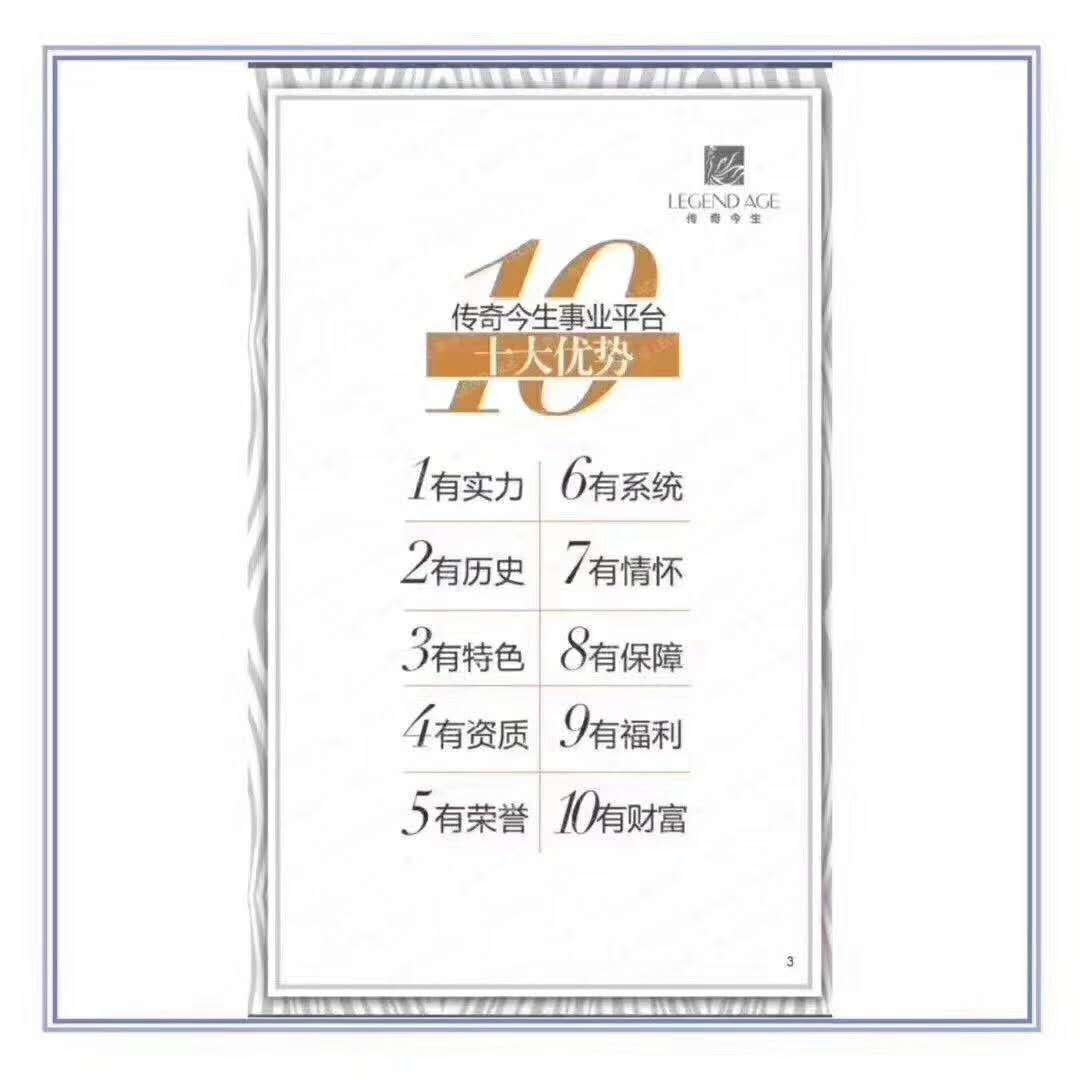 LEGEND AGE
传奇今生
10
传奇今生事业平台
十大优势
1有实力
2有历史
3有特色
4有资质
5有荣誉
6有系统
7有情怀
8有保障
9有福利
10有财富
3